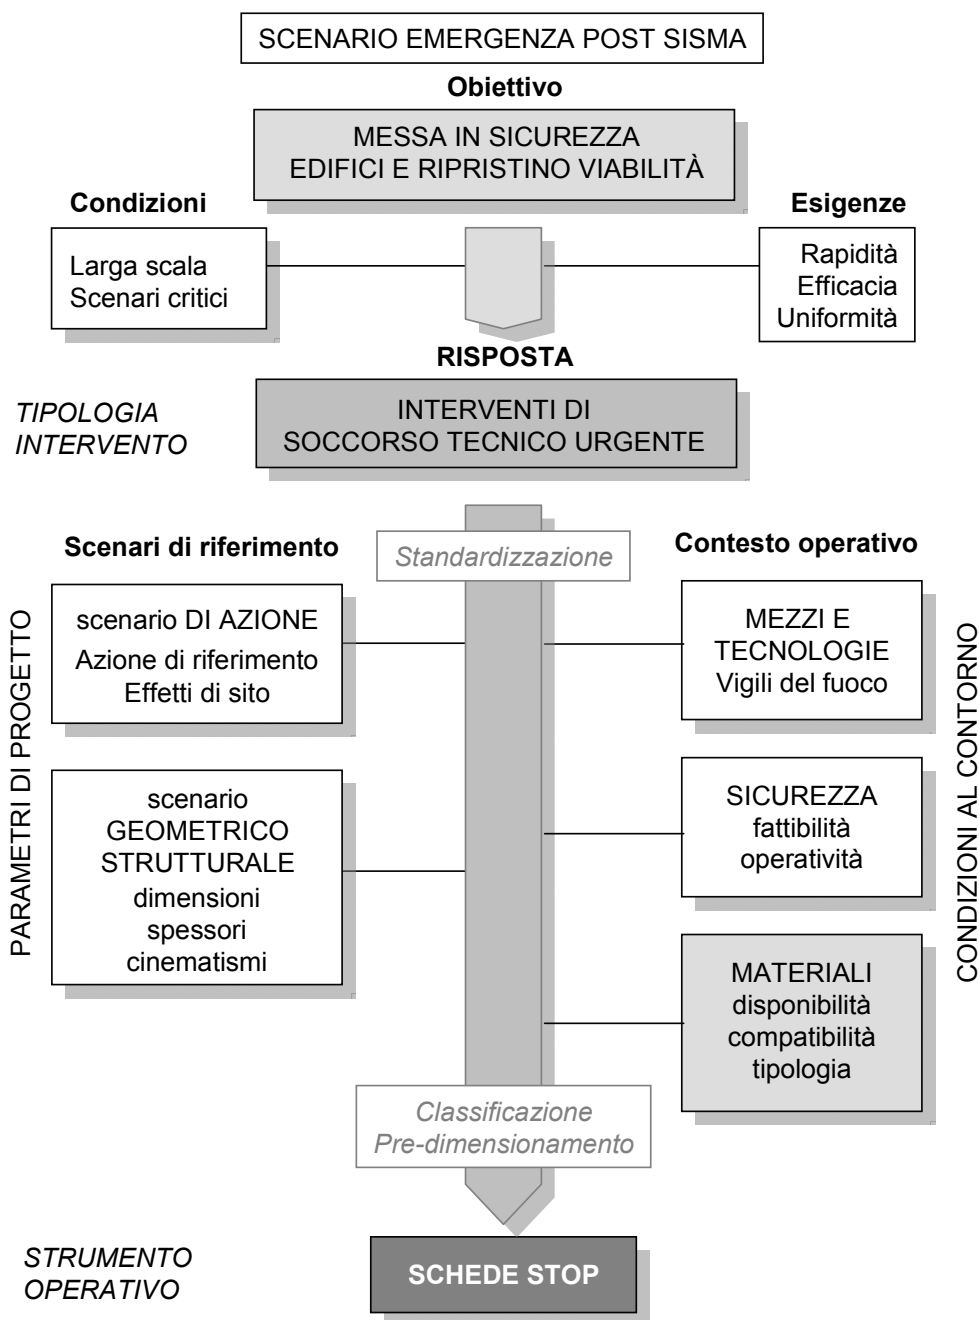 SCENARIO EMERGENZA POST SISMA
Obiettivo
MESSA IN SICUREZZA
EDIFICI E RIPRISTINO VIABILITÀ
Condizioni
Larga scala
Scenari critici
Esigenze
Rapidità
Efficacia
Uniformità
RISPOSTA
TIPOLOGIA
INTERVENTO
INTERVENTI DI
SOCCORSO TECNICO URGENTE
Standardizzazione
PARAMETRI DI PROGETTO
Scenari di riferimento
scenario DI AZIONE
Azione di riferimento
Effetti di sito
scenario
GEOMETRICO
STRUTTURALE
dimensioni
spessori
cinematismi
Contesto operativo
MEZZI E
TECNOLOGIE
Vigili del fuoco
SICUREZZA
fattibilità
operatività
MATERIALI
disponibilità
compatibilità
tipologia
CONDIZIONI AL CONTORNO
Classificazione
Pre-dimensionamento
STRUMENTO
OPERATIVO
SCHEDE STOP